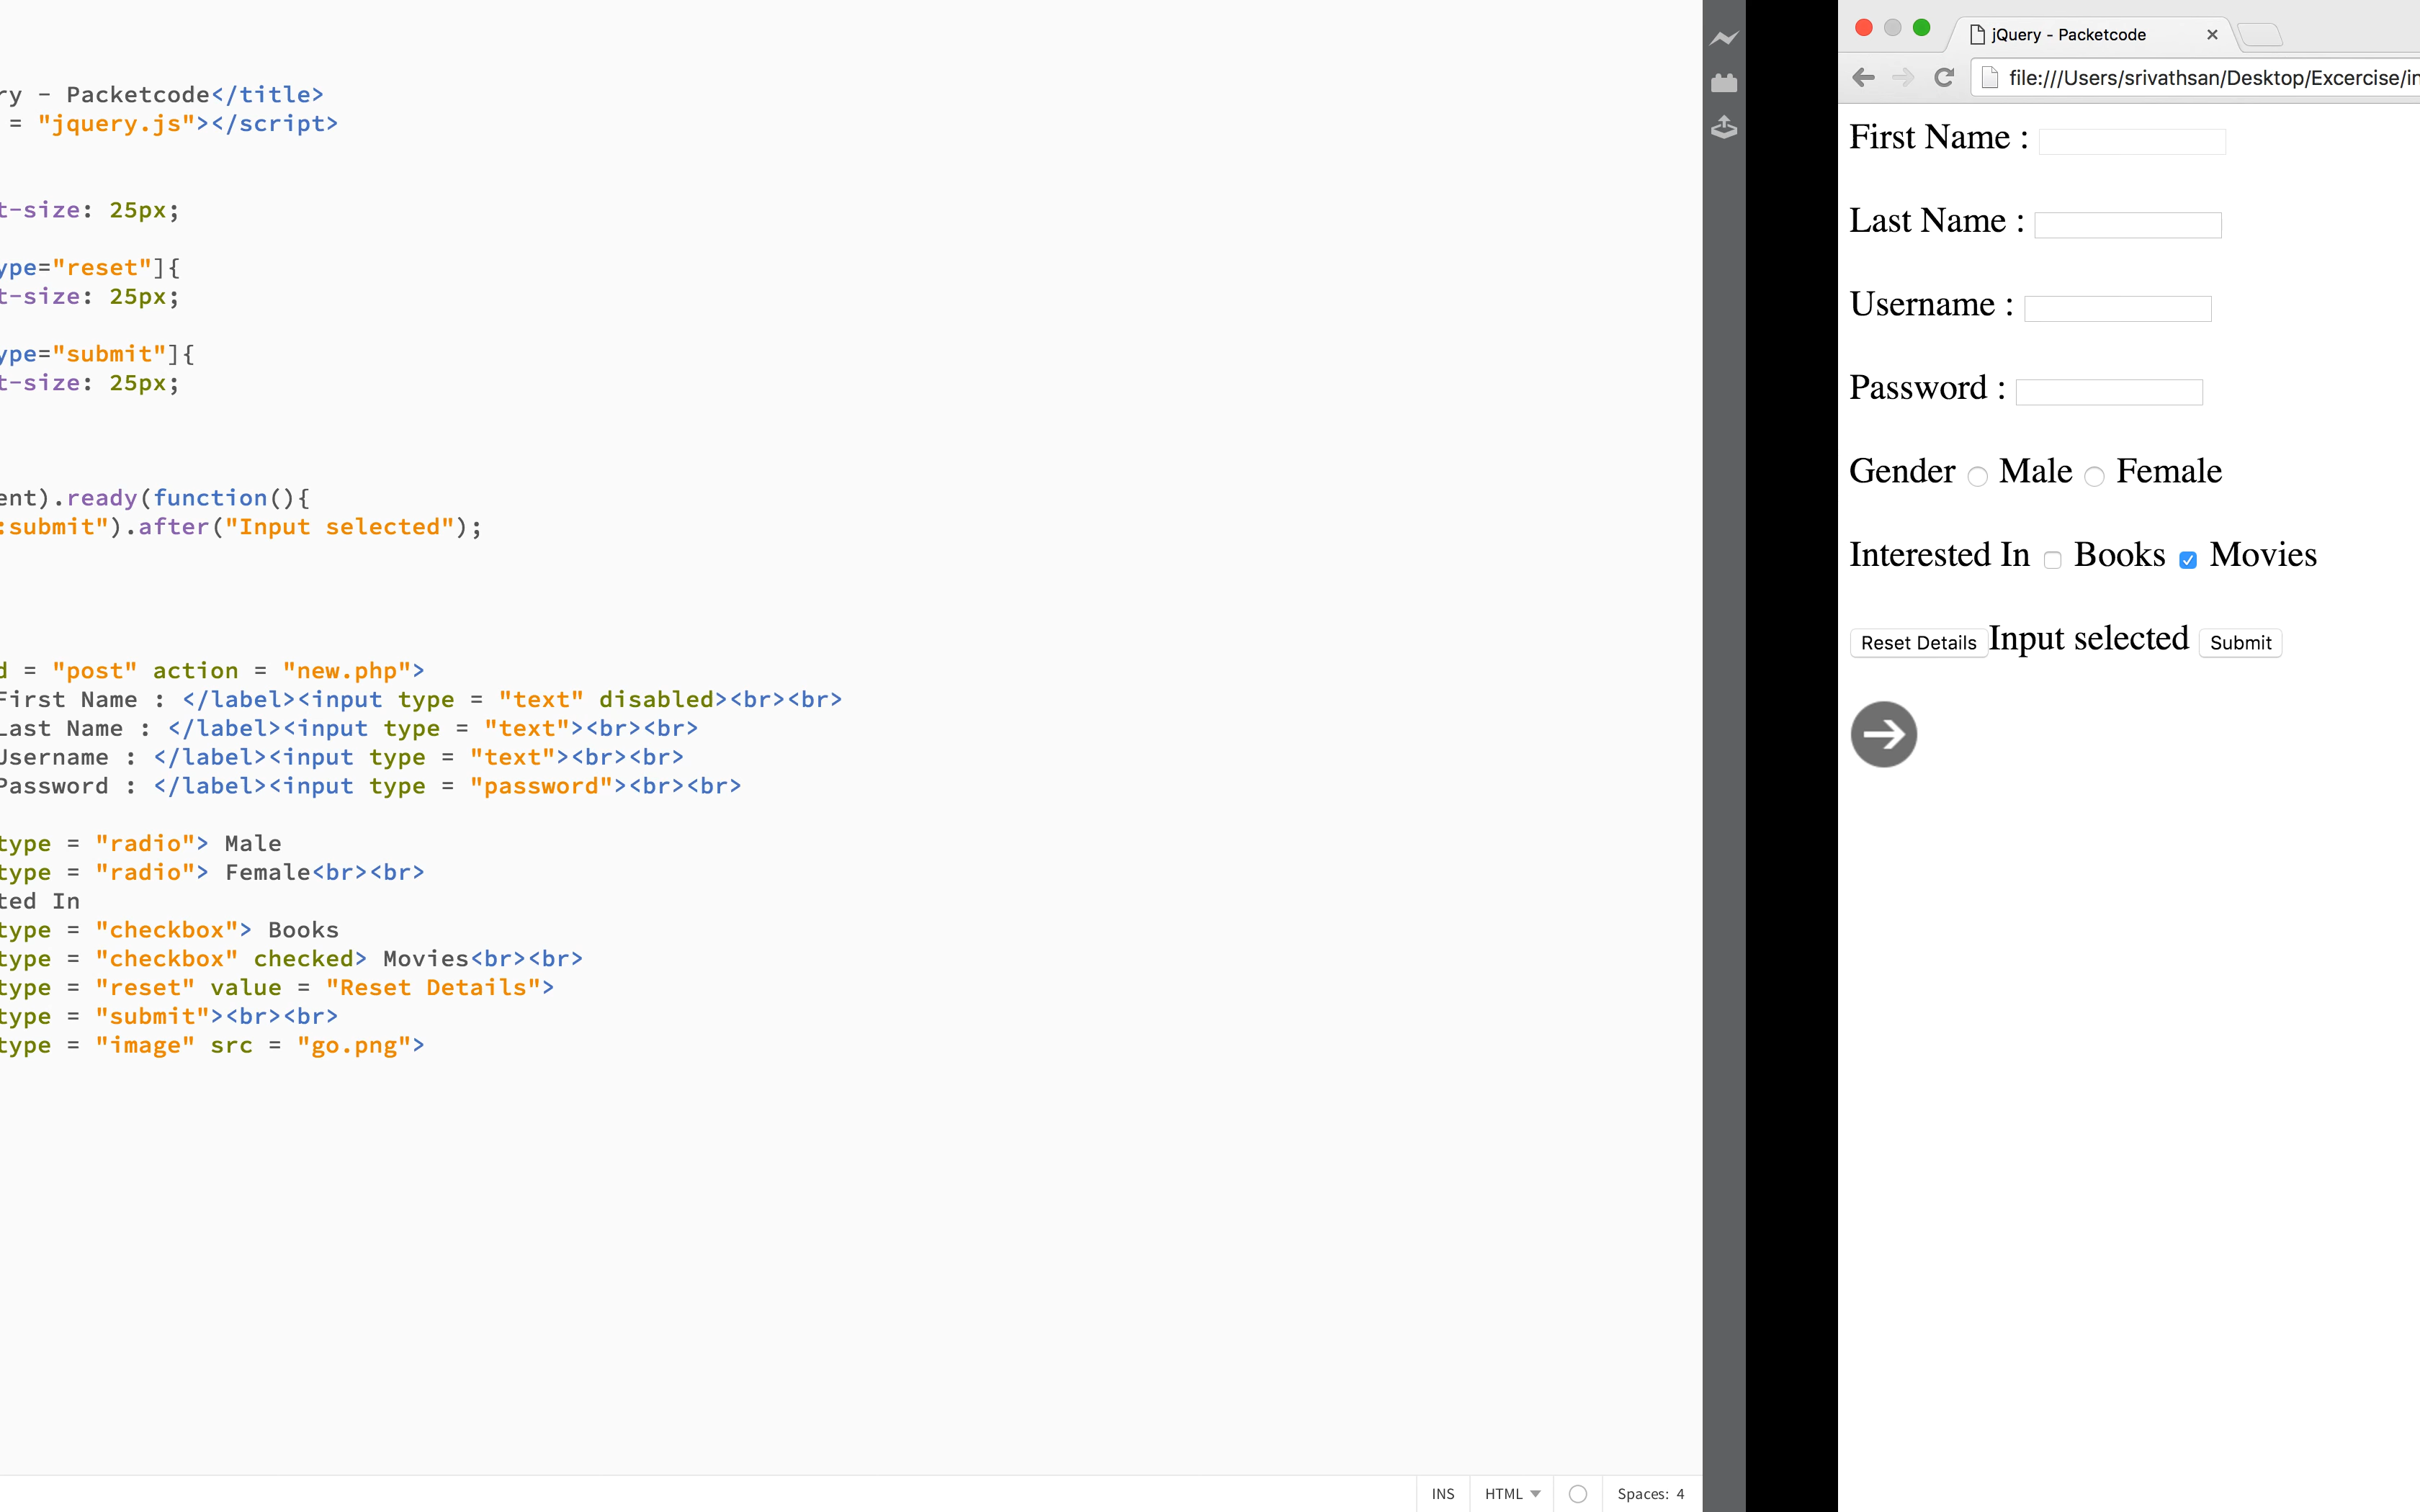 ry - Packetcode</title>
= "jquery.js"></script>
t-size: 25px;
ype="reset"]{
t-size: 25px;
ype="submit"]{
t-size: 25px;
ent).ready(function(){
:submit").after("Input selected");
d = "post" action = "new.php">
First Name : </label><input type = "text" disabled><br><br>
Last Name : </label><input type = "text"><br><br>
Username : </label><input type = "text"><br><br>
Password : </label><input type = "password"><br><br>
type = "radio"> Male
type = "radio"> Female<br><br>
ted In
type = "checkbox"> Books
type = "checkbox" checked> Movies<br><br>
type = "reset" value = "Reset Details">
type = "submit"><br><br>
type = "image" src = "go.png">
INS HTML Spaces: 4
jQuery - Packetcode
file:///Users/srivathsan/Desktop/Excercise/in
First Name :
Last Name :
Username :
Password :
Gender Male Female
Interested In Books Movies
Reset Details Input selected Submit